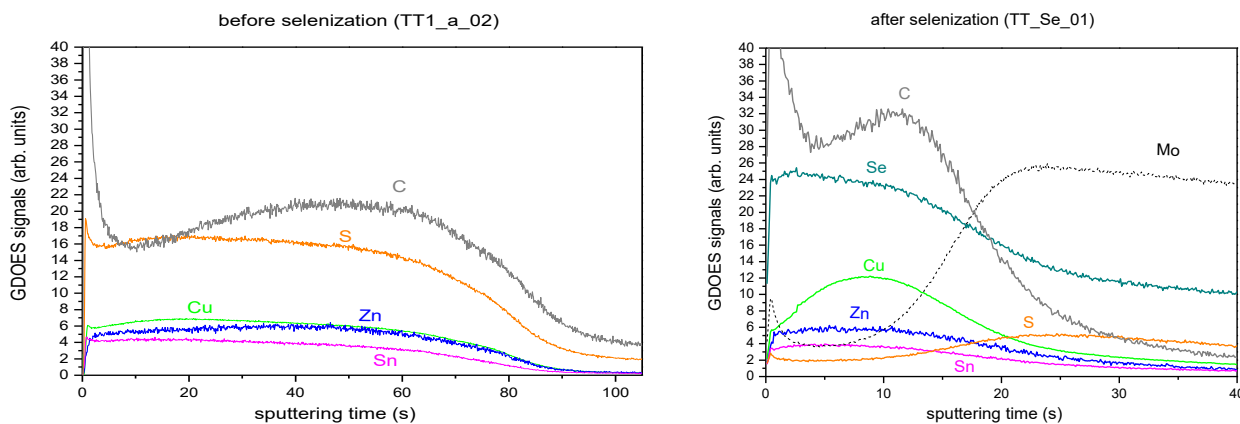 before selenization (TT1_a_02)
40
38
36
34
32
30
28
26
24
22
20
18
16
14
12
10
8
6
4
2
0
GDOES signals (arb. units)
C
S
Cu
Zn
Sn
0 20 40 60 80 100
sputtering time (s)
after selenization (TT_Se_01)
40
38
36
34
32
30
28
26
24
22
20
18
16
14
12
10
8
6
4
2
0
GDOES signals (arb. units)
C
Mo
Se
Cu
Zn
S
Sn
0 10 20 30 40
sputtering time (s)